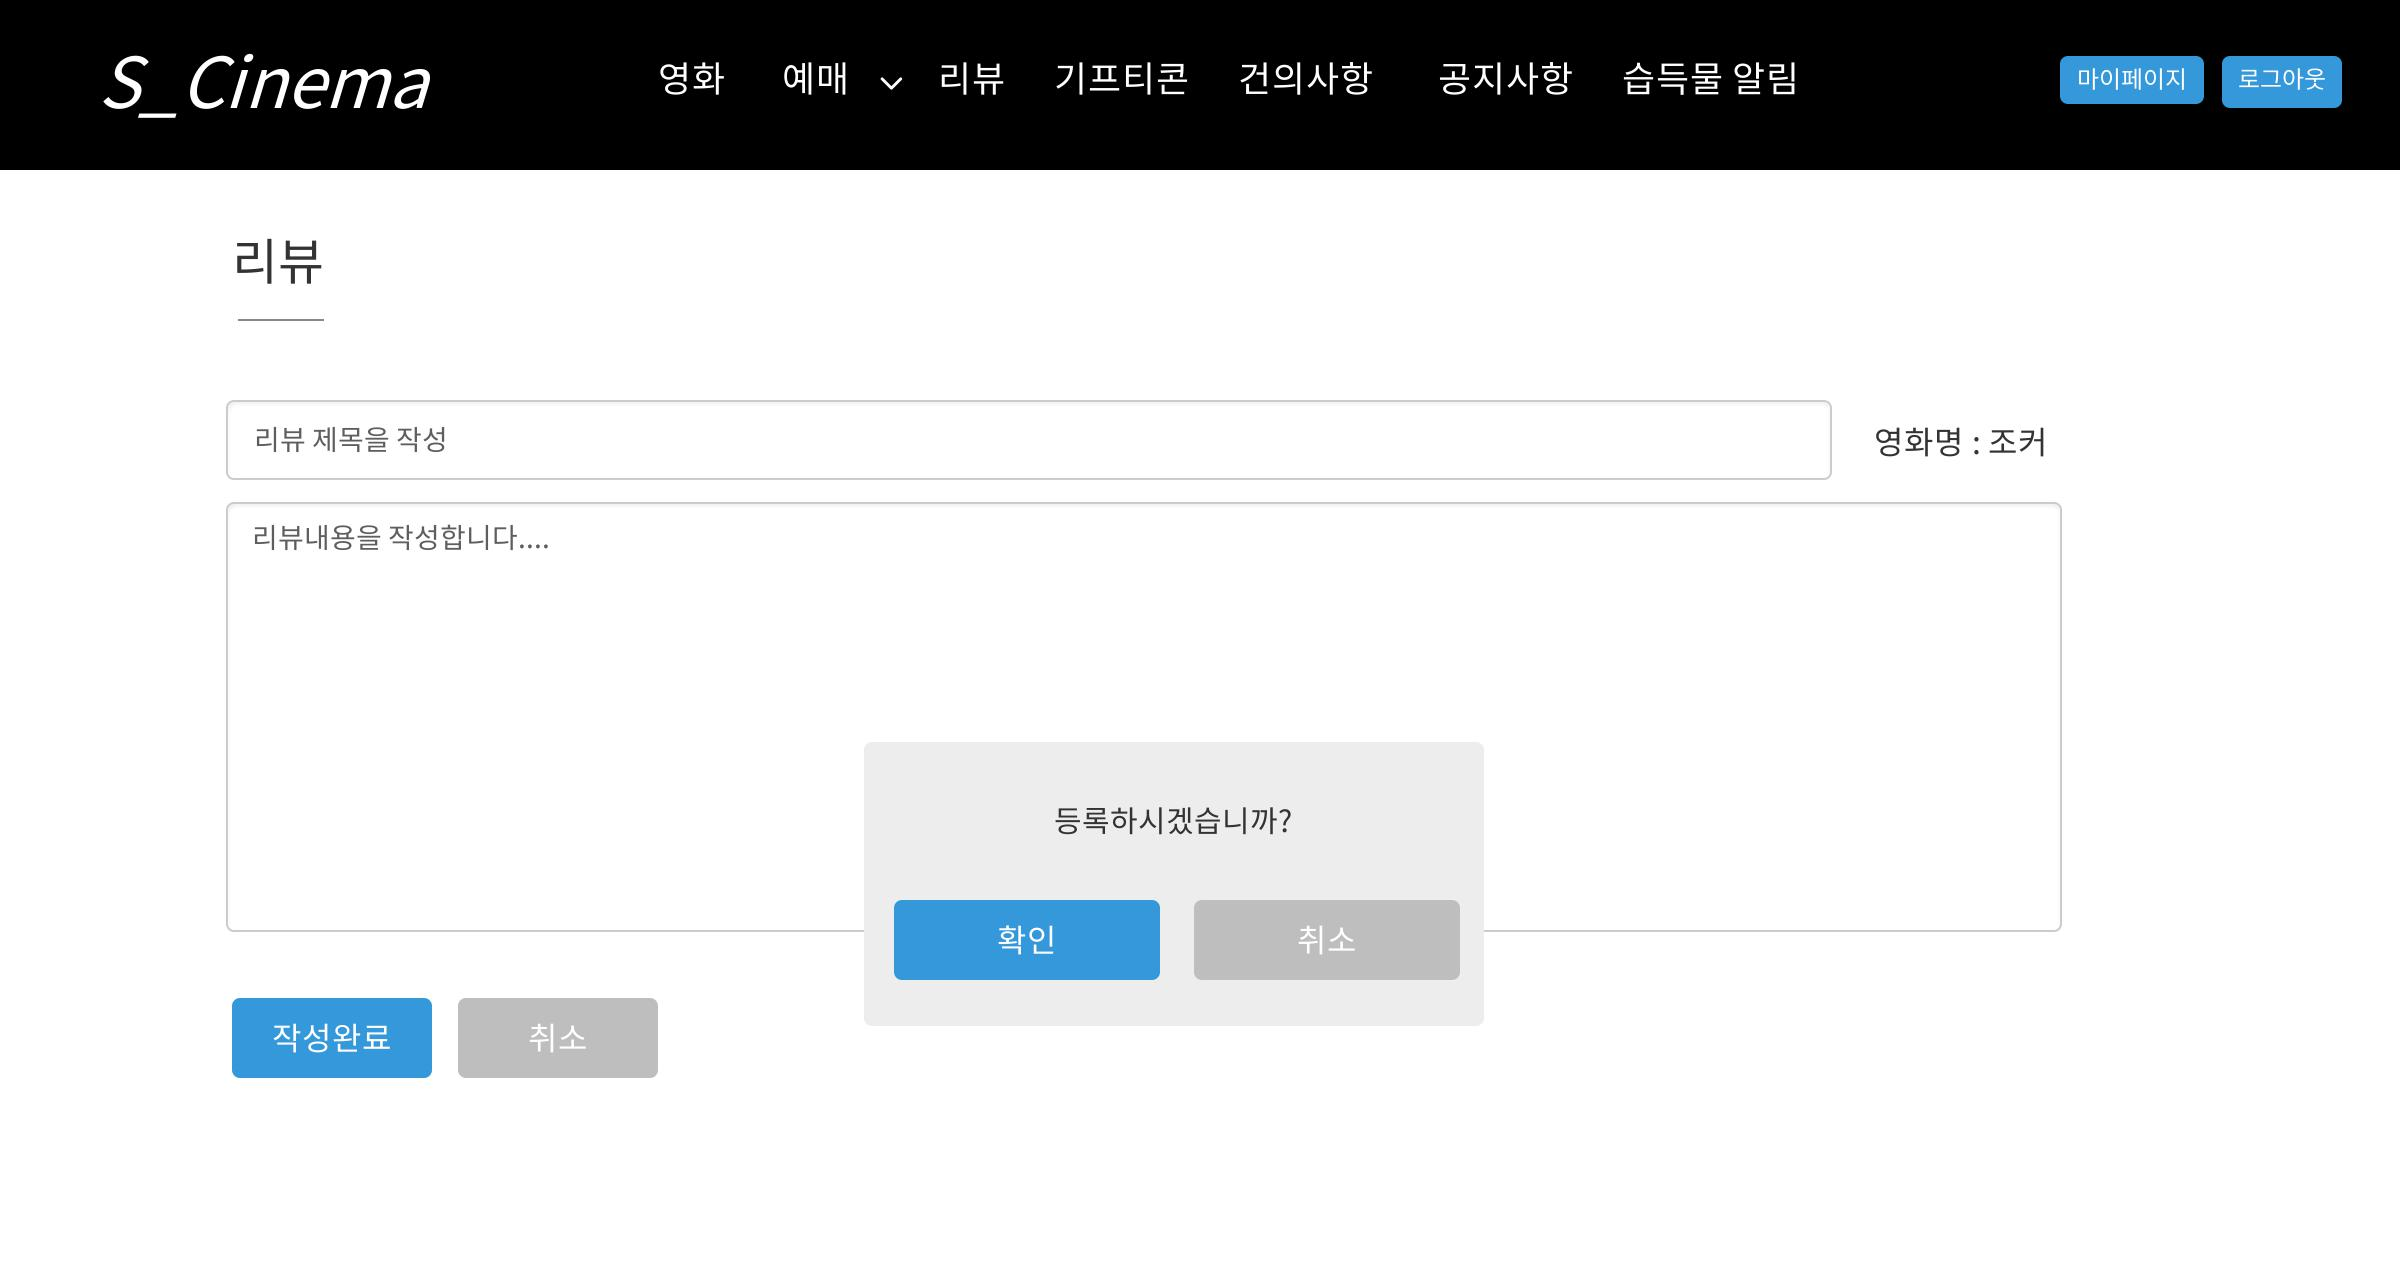 S_Cinema 영화 예매 리뷰 기프티콘 건의사항 공지사항 습득물 알림 마이페이지 로그아웃
리뷰
리뷰 제목을 작성 영화명 : 조커
리뷰내용을 작성합니다....
등록하시겠습니까?
확인 취소
작성완료 취소